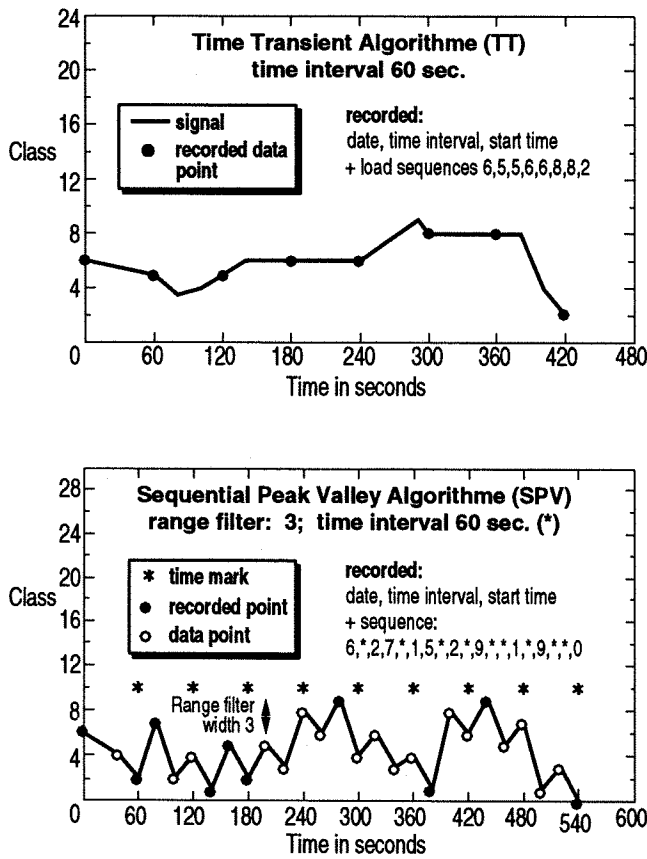 24
20
16
12
8
4
Class
Time Transient Algorithme (TT)
time interval 60 sec.
signal
recorded data
point
recorded:
date, time interval, start time
+ load sequences 6,5,5,6,6,8,8,2
0 60 120 180 240 300 360 420 480
Time in seconds
28
24
20
16
12
8
4
0
Class
Sequential Peak Valley Algorithme (SPV)
range filter: 3; time interval 60 sec. (*)
* time mark
recorded point
data point
recorded:
date, time interval, start time
+ sequence:
6,*,2,7,*,1,5,*,2,*,9,*,*,1,*,9,*,*,0
* * * * * * * * *
Range filter
width 3
0 60 120 180 240 300 360 420 480 540 600
Time in seconds